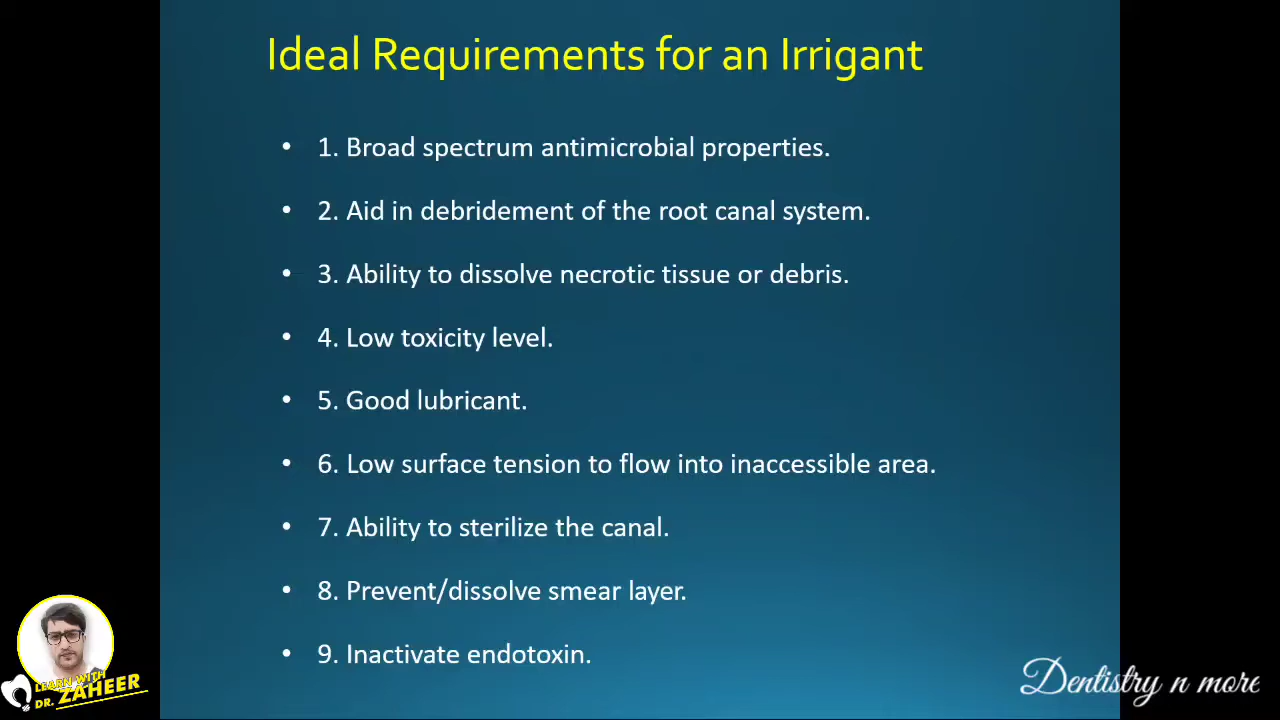 Ideal Requirements for an Irrigant
• 1. Broad spectrum antimicrobial properties.
• 2. Aid in debridement of the root canal system.
• 3. Ability to dissolve necrotic tissue or debris.
• 4. Low toxicity level.
• 5. Good lubricant.
• 6. Low surface tension to flow into inaccessible area.
• 7. Ability to sterilize the canal.
• 8. Prevent/dissolve smear layer.
• 9. Inactivate endotoxin.
LEARN WITH
DR. ZAHEER
Dentistry n more